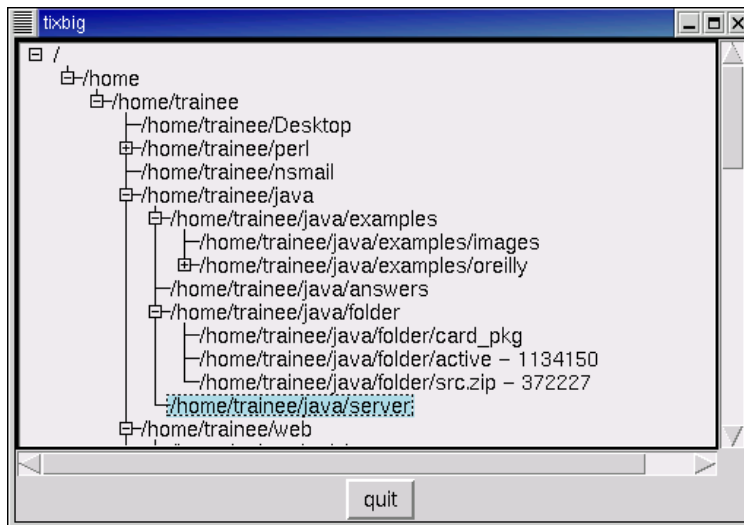 tixbig
/
/home
/home/trainee
/home/trainee/Desktop
/home/trainee/perl
/home/trainee/nsmail
/home/trainee/java
/home/trainee/java/examples
/home/trainee/java/examples/images
/home/trainee/java/examples/oreilly
/home/trainee/java/answers
/home/trainee/java/folder
/home/trainee/java/folder/card_pkg
/home/trainee/java/folder/active – 1134150
/home/trainee/java/folder/src.zip – 372227
/home/trainee/java/server
/home/trainee/web
quit